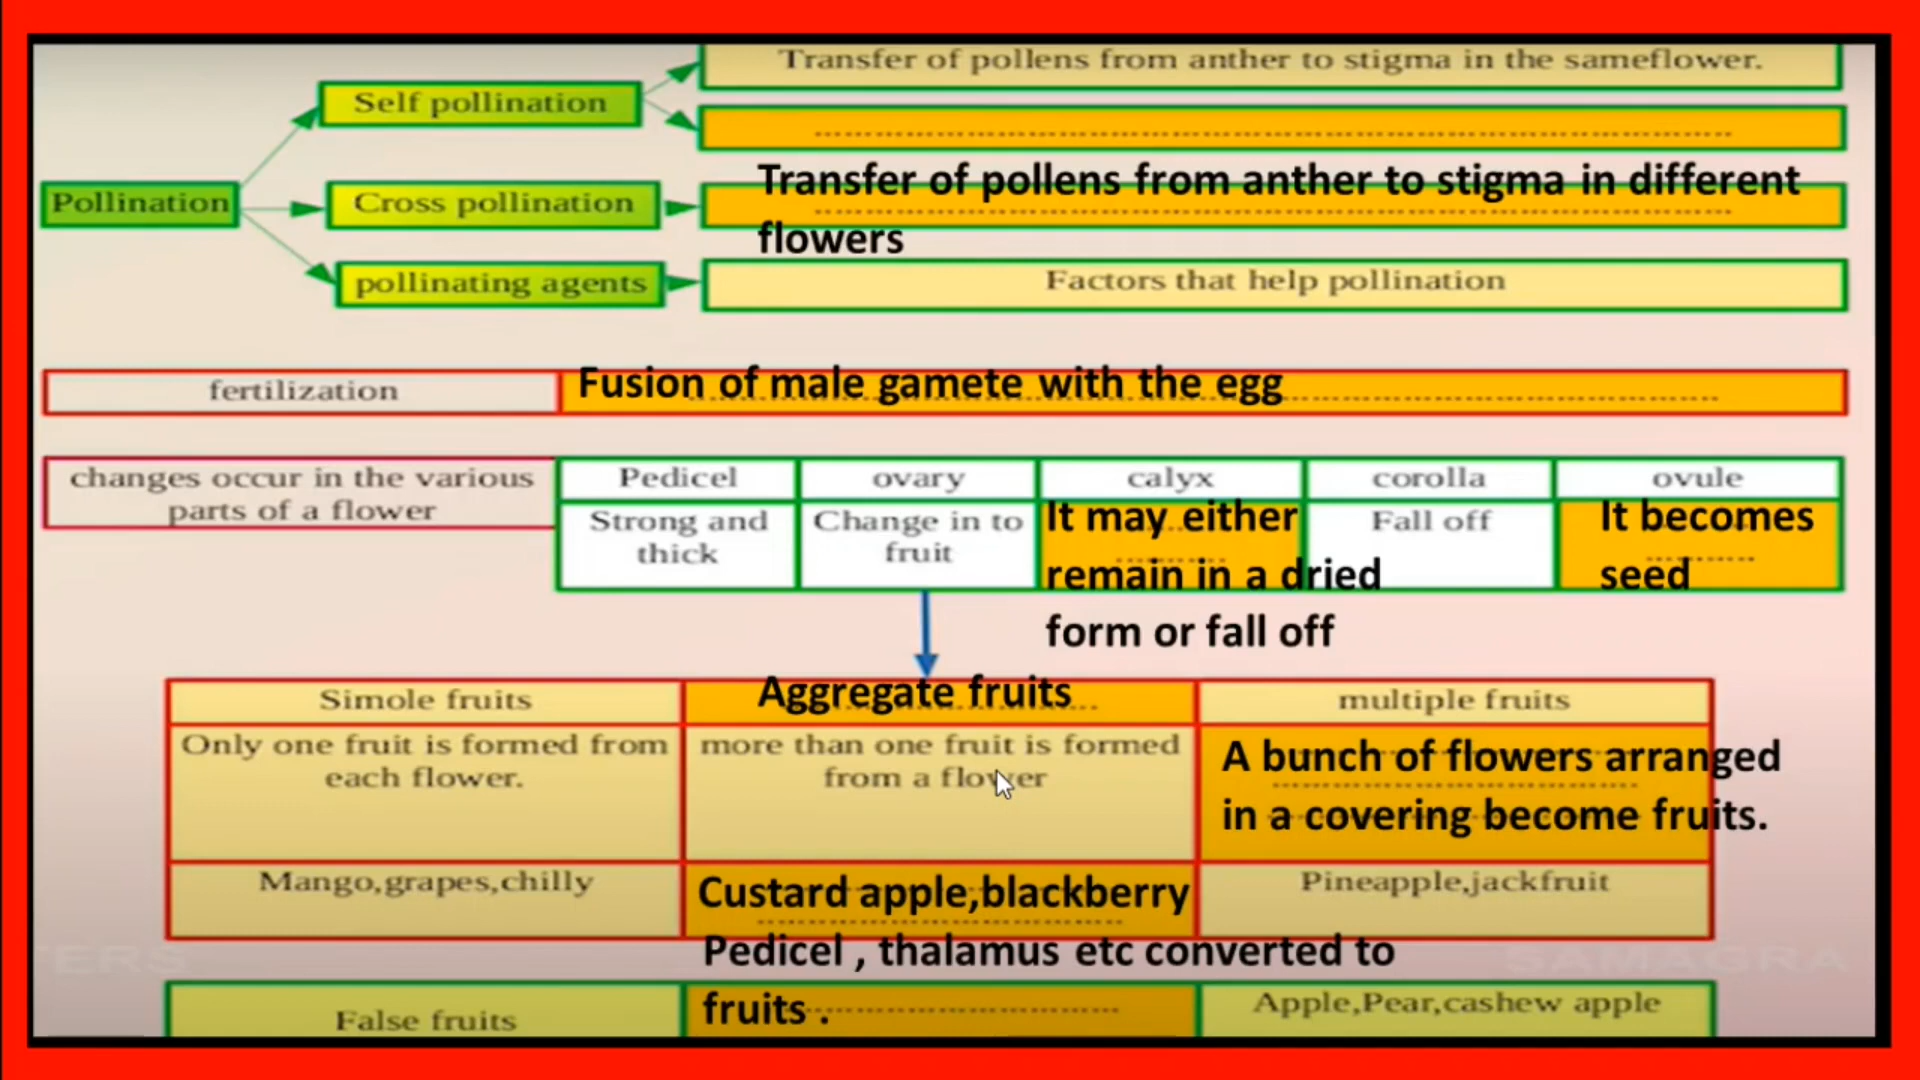 Transfer of pollens from anther to stigma in the sameflower.
Self pollination
Transfer of pollens from anther to stigma in different
flowers
Pollination
Cross pollination
pollinating agents
Factors that help pollination
fertilization
Fusion of male gamete with the egg
changes occur in the various
parts of a flower
Pedicel
ovary
calyx
corolla
ovule
Strong and
thick
Change in to
fruit
It may either
remain in a dried
form or fall off
Fall off
It becomes
seed
Simole fruits
Aggregate fruits
multiple fruits
Only one fruit is formed from
each flower.
more than one fruit is formed
from a flower
A bunch of flowers arranged
in a covering become fruits.
Mango,grapes,chilly
Custard apple,blackberry
Pineapple,jackfruit
TERS
SAMAGRA
False fruits
Pedicel , thalamus etc converted to
fruits .
Apple,Pear,cashew apple